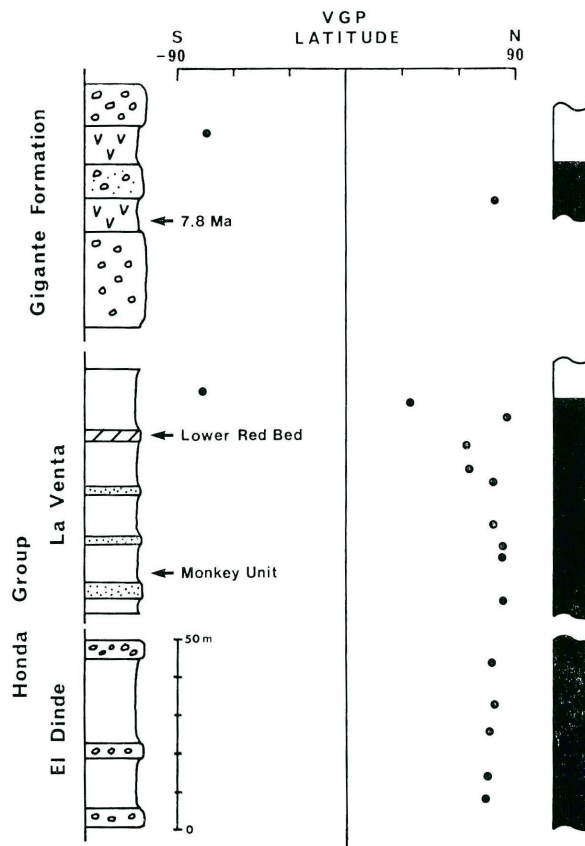 VGP
LATITUDE
S
-90
N
90
Gigante Formation
V V
V
V V
V
7.8 Ma
Honda Group
La Venta
Lower Red Bed
Monkey Unit
El Dinde
50 m
0